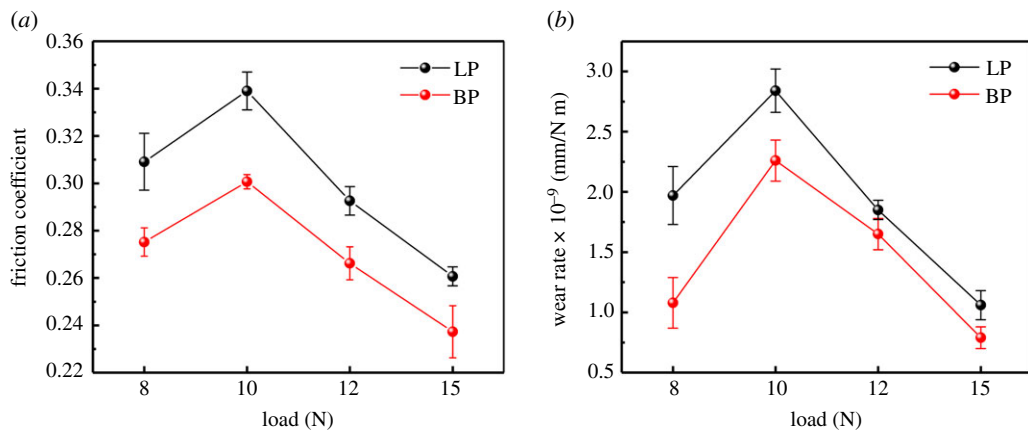 (a)
0.36
0.34
0.32
0.30
0.28
0.26
0.24
0.22
friction coefficient
LP
BP
8 10 12 15
load (N)
(b)
3.0
2.5
2.0
1.5
1.0
0.5
wear rate × 10⁻⁹ (mm/N m)
LP
BP
8 10 12 15
load (N)